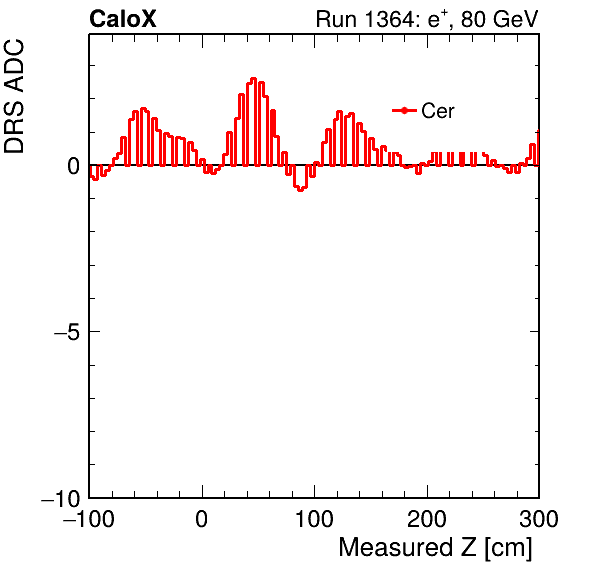 CaloX Run 1364: e⁺, 80 GeV
DRS ADC
Cer
0
−5
−10
−100 0 100 200 300
Measured Z [cm]